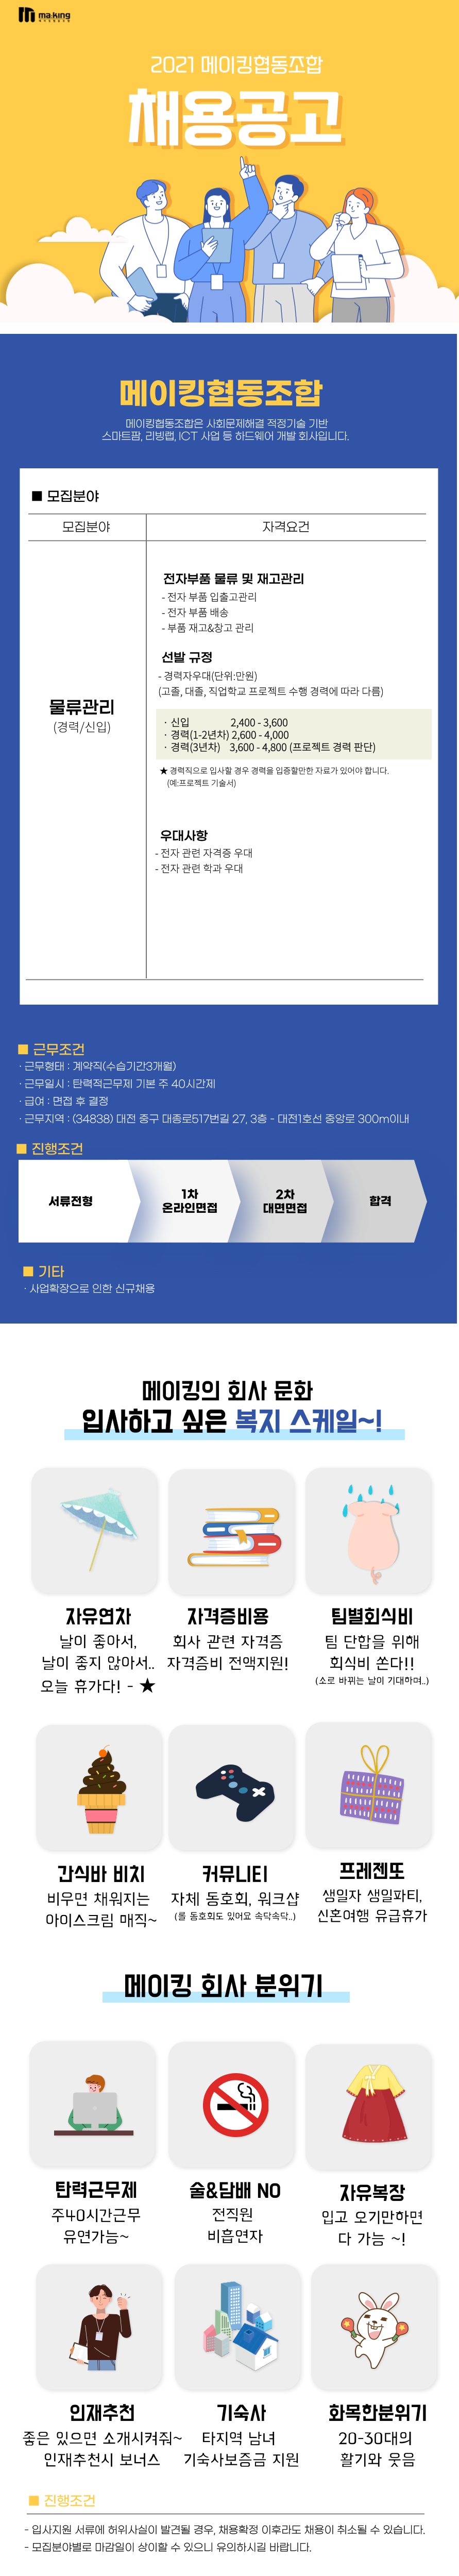 making
2021 메이킹협동조합
채용공고
메이킹협동조합
메이킹협동조합은 사회문제해결 적정기술 기반
스마트팜, 리빙랩, ICT 사업 등 하드웨어 개발 회사입니다.
■ 모집분야
모집분야
자격요건
물류관리
(경력/신입)
전자부품 물류 및 재고관리
- 전자 부품 입출고관리
- 전자 부품 배송
- 부품 재고&창고 관리
선발 규정
- 경력자우대(단위:만원)
(고졸, 대졸, 직업학교 프로젝트 수행 경력에 따라 다름)
· 신입 2,400 - 3,600
· 경력(1-2년차) 2,600 - 4,000
· 경력(3년차) 3,600 - 4,800 (프로젝트 경력 판단)
★ 경력직으로 입사할 경우 경력을 입증할만한 자료가 있어야 합니다.
(예:프로젝트 기술서)
우대사항
- 전자 관련 자격증 우대
- 전자 관련 학과 우대
■ 근무조건
· 근무형태 : 계약직(수습기간3개월)
· 근무일시 : 탄력적근무제 기본 주 40시간제
· 급여 : 면접 후 결정
· 근무지역 : (34838) 대전 중구 대종로517번길 27, 3층 - 대전1호선 중앙로 300m이내
■ 진행조건
서류전형
1차
온라인면접
2차
대면면접
합격
■ 기타
· 사업확장으로 인한 신규채용
메이킹의 회사 문화
입사하고 싶은 복지 스케일~!
자유연차
날이 좋아서,
날이 좋지 않아서..
오늘 휴가다! - ★
자격증비용
회사 관련 자격증
자격증비 전액지원!
팀별회식비
팀 단합을 위해
회식비 쏜다!!
(소로 바뀌는 날이 기대하며..)
간식바 비치
비우면 채워지는
아이스크림 매직~
커뮤니티
자체 동호회, 워크샵
(롤 동호회도 있어요 속닥속닥..)
프레젠또
생일자 생일파티,
신혼여행 유급휴가
메이킹 회사 분위기
탄력근무제
주40시간근무
유연가능~
술&담배 NO
전직원
비흡연자
자유복장
입고 오기만하면
다 가능 ~!
인재추천
좋은 있으면 소개시켜줘~
인재추천시 보너스
기숙사
타지역 남녀
기숙사보증금 지원
화목한분위기
20-30대의
활기와 웃음
■ 진행조건
- 입사지원 서류에 허위사실이 발견될 경우, 채용확정 이후라도 채용이 취소될 수 있습니다.
- 모집분야별로 마감일이 상이할 수 있으니 유의하시길 바랍니다.